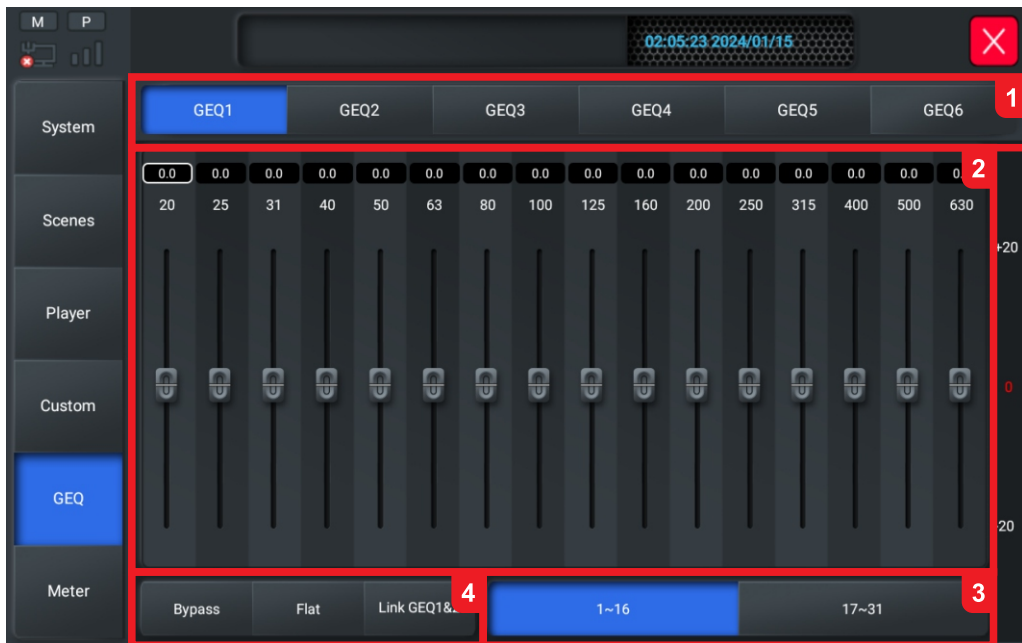 M P
02:05:23 2024/01/15
GEQ1 GEQ2 GEQ3 GEQ4 GEQ5 GEQ6 1
System
Scenes
Player
Custom
GEQ
Meter
2
0.0 0.0 0.0 0.0 0.0 0.0 0.0 0.0 0.0 0.0 0.0 0.0 0.0 0.0 0.0 0.
20 25 31 40 50 63 80 100 125 160 200 250 315 400 500 630
+20
0
-20
Bypass Flat Link GEQ1& 4
1~16 17~31 3